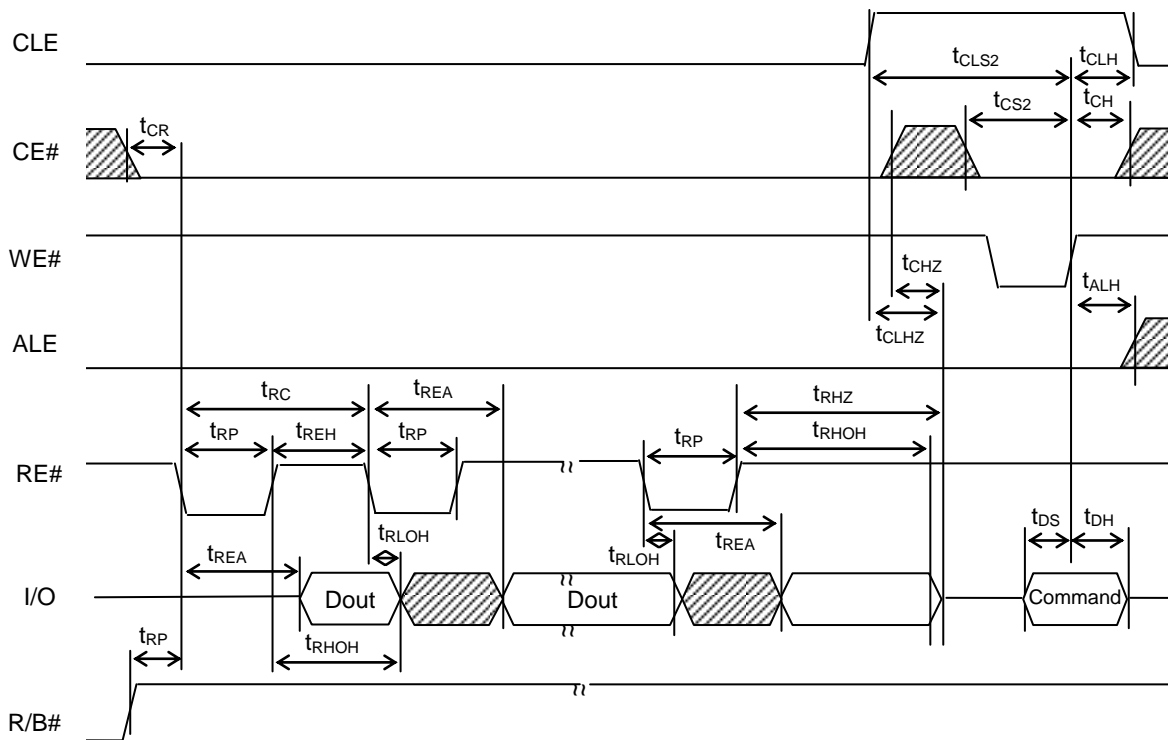 CLE
tCLS2 tCLH
tCS2 tCH
tCR
CE#
WE#
tCHZ
tALH
tCLHZ
ALE
tRC tREA tRHZ
tRP tREH tRP tRP tRHOH
RE#
tRLOH tDS tDH
tREA tRLOH tREA
I/O Dout Dout Command
tRP tRHOH
R/B#